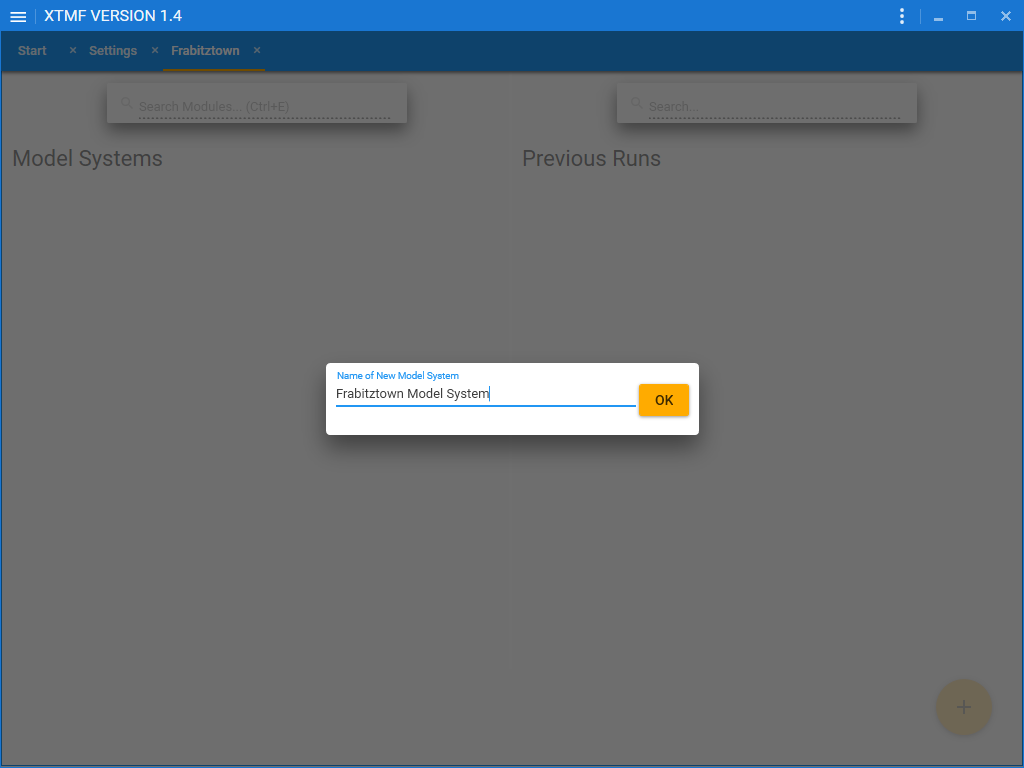 XTMF VERSION 1.4
Start × Settings × Frabitztown ×
Search Modules... (Ctrl+E)
Search...
Model Systems
Previous Runs
Name of New Model System
Frabitztown Model System
OK